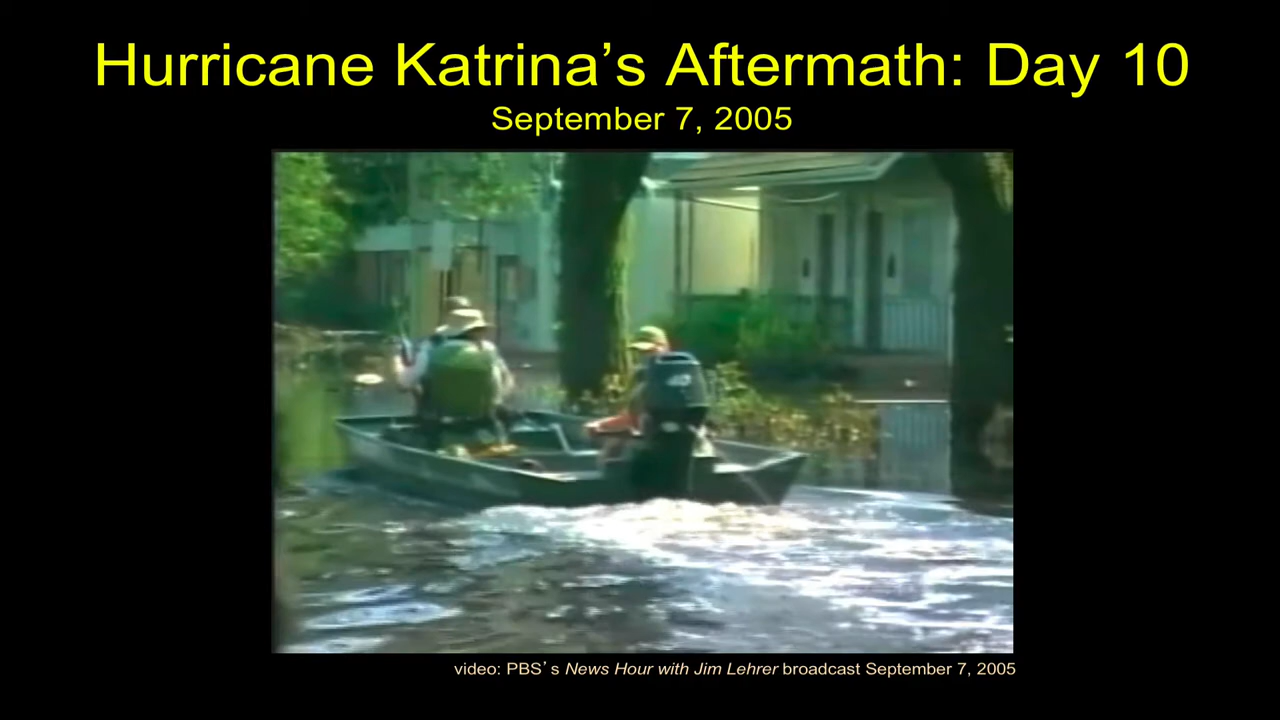 Hurricane Katrina’s Aftermath: Day 10
September 7, 2005
video: PBS’s News Hour with Jim Lehrer broadcast September 7, 2005